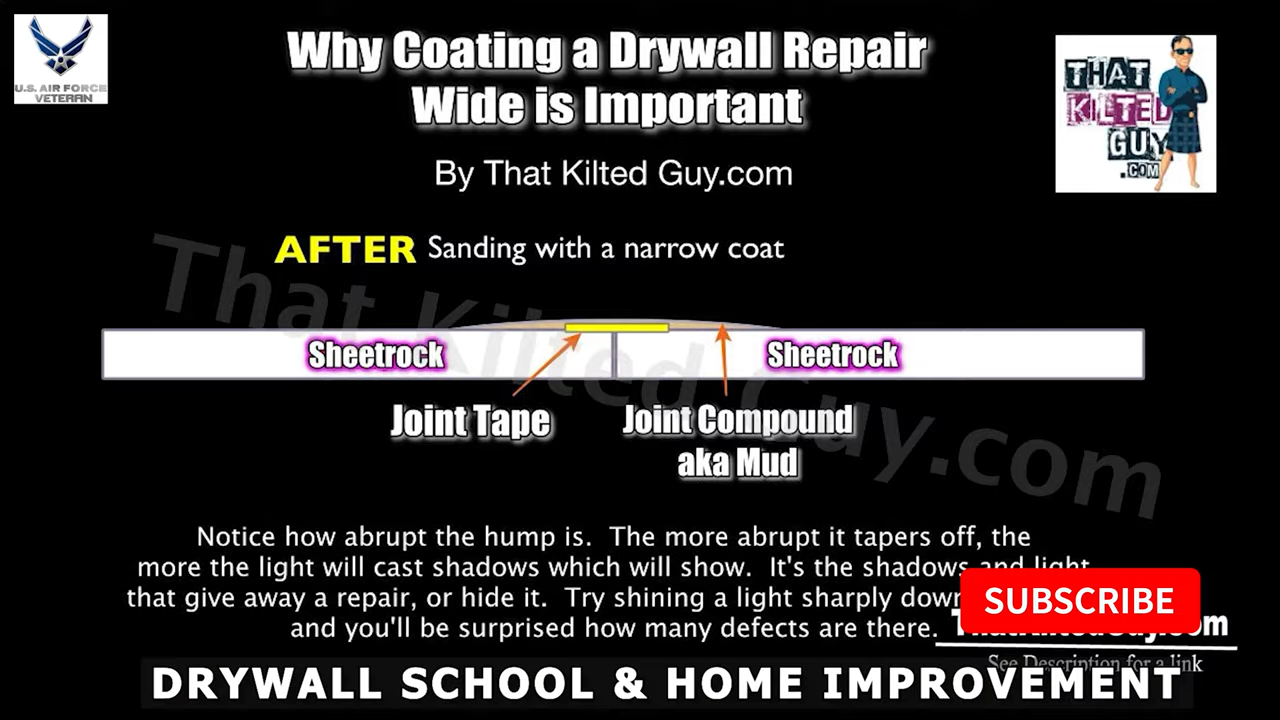 U.S. AIR FORCE
VETERAN
Why Coating a Drywall Repair
Wide is Important
By That Kilted Guy.com
THAT
KILTED
GUY
.COM
AFTER Sanding with a narrow coat
That Kilted Guy.com
Sheetrock
Sheetrock
Joint Tape
Joint Compound
aka Mud
Notice how abrupt the hump is. The more abrupt it tapers off, the
more the light will cast shadows which will show. It's the shadows and light
that give away a repair, or hide it. Try shining a light sharply down
SUBSCRIBE
and you'll be surprised how many defects are there.
ThatKiltedGuy.com
See Description for a link
DRYWALL SCHOOL & HOME IMPROVEMENT